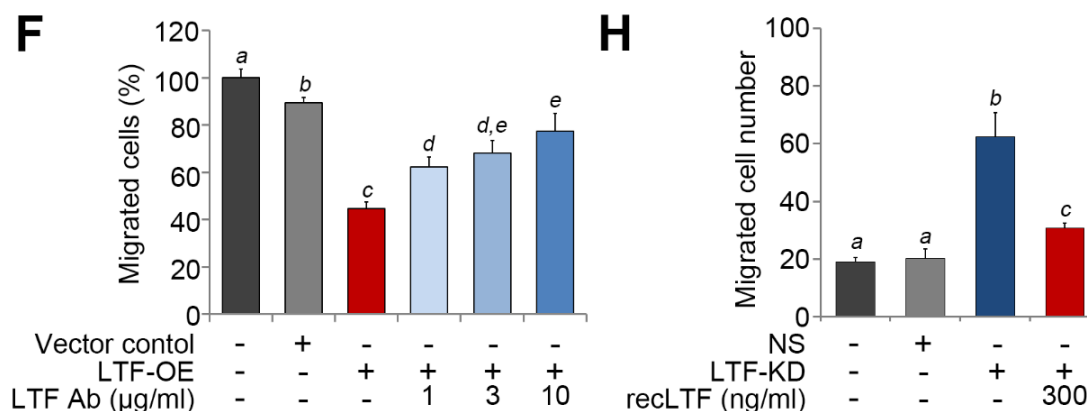 F
Migrated cells (%)
120
100
80
60
40
20
0
a
b
c
d
d,e
e
Vector contol - + - - - -
LTF-OE - - + + + +
LTF Ab (µg/ml) - - - 1 3 10
H
Migrated cell number
100
80
60
40
20
0
a
a
b
c
NS - + - -
LTF-KD - - + +
recLTF (ng/ml) - - - 300